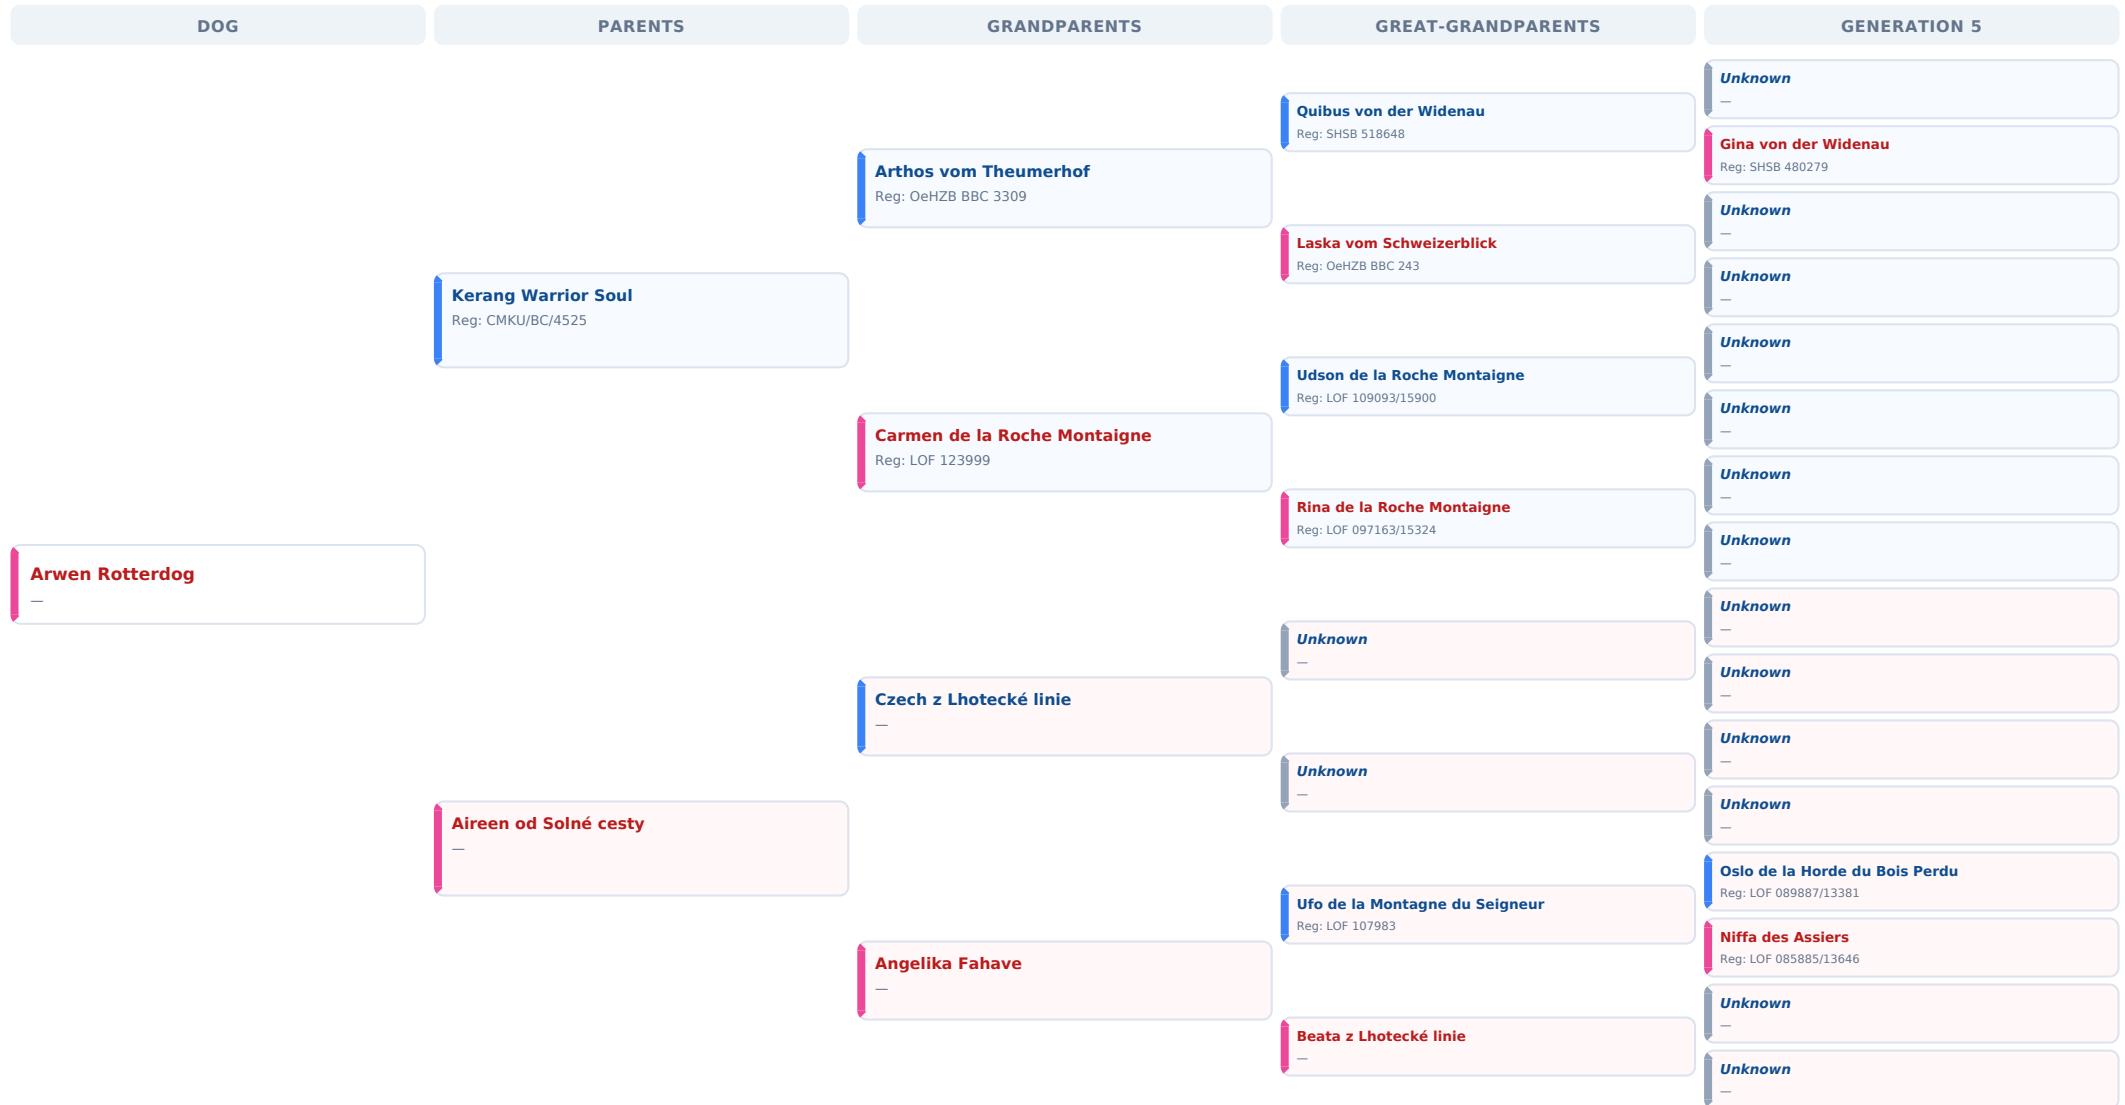 DOG
PARENTS
GRANDPARENTS
GREAT-GRANDPARENTS
GENERATION 5
Arwen Rotterdog
—
Kerang Warrior Soul
Reg: CMKU/BC/4525
Aireen od Solné cesty
—
Arthos vom Theumerhof
Reg: OeHZB BBC 3309
Carmen de la Roche Montaigne
Reg: LOF 123999
Czech z Lhotecké linie
—
Angelika Fahave
—
Quibus von der Widenau
Reg: SHSB 518648
Laska vom Schweizerblick
Reg: OeHZB BBC 243
Udson de la Roche Montaigne
Reg: LOF 109093/15900
Rina de la Roche Montaigne
Reg: LOF 097163/15324
Unknown
—
Unknown
—
Ufo de la Montagne du Seigneur
Reg: LOF 107983
Beata z Lhotecké linie
—
Unknown
—
Gina von der Widenau
Reg: SHSB 480279
Unknown
—
Unknown
—
Unknown
—
Unknown
—
Unknown
—
Unknown
—
Unknown
—
Unknown
—
Unknown
—
Unknown
—
Oslo de la Horde du Bois Perdu
Reg: LOF 089887/13381
Niffa des Assiers
Reg: LOF 085885/13646
Unknown
—
Unknown
—